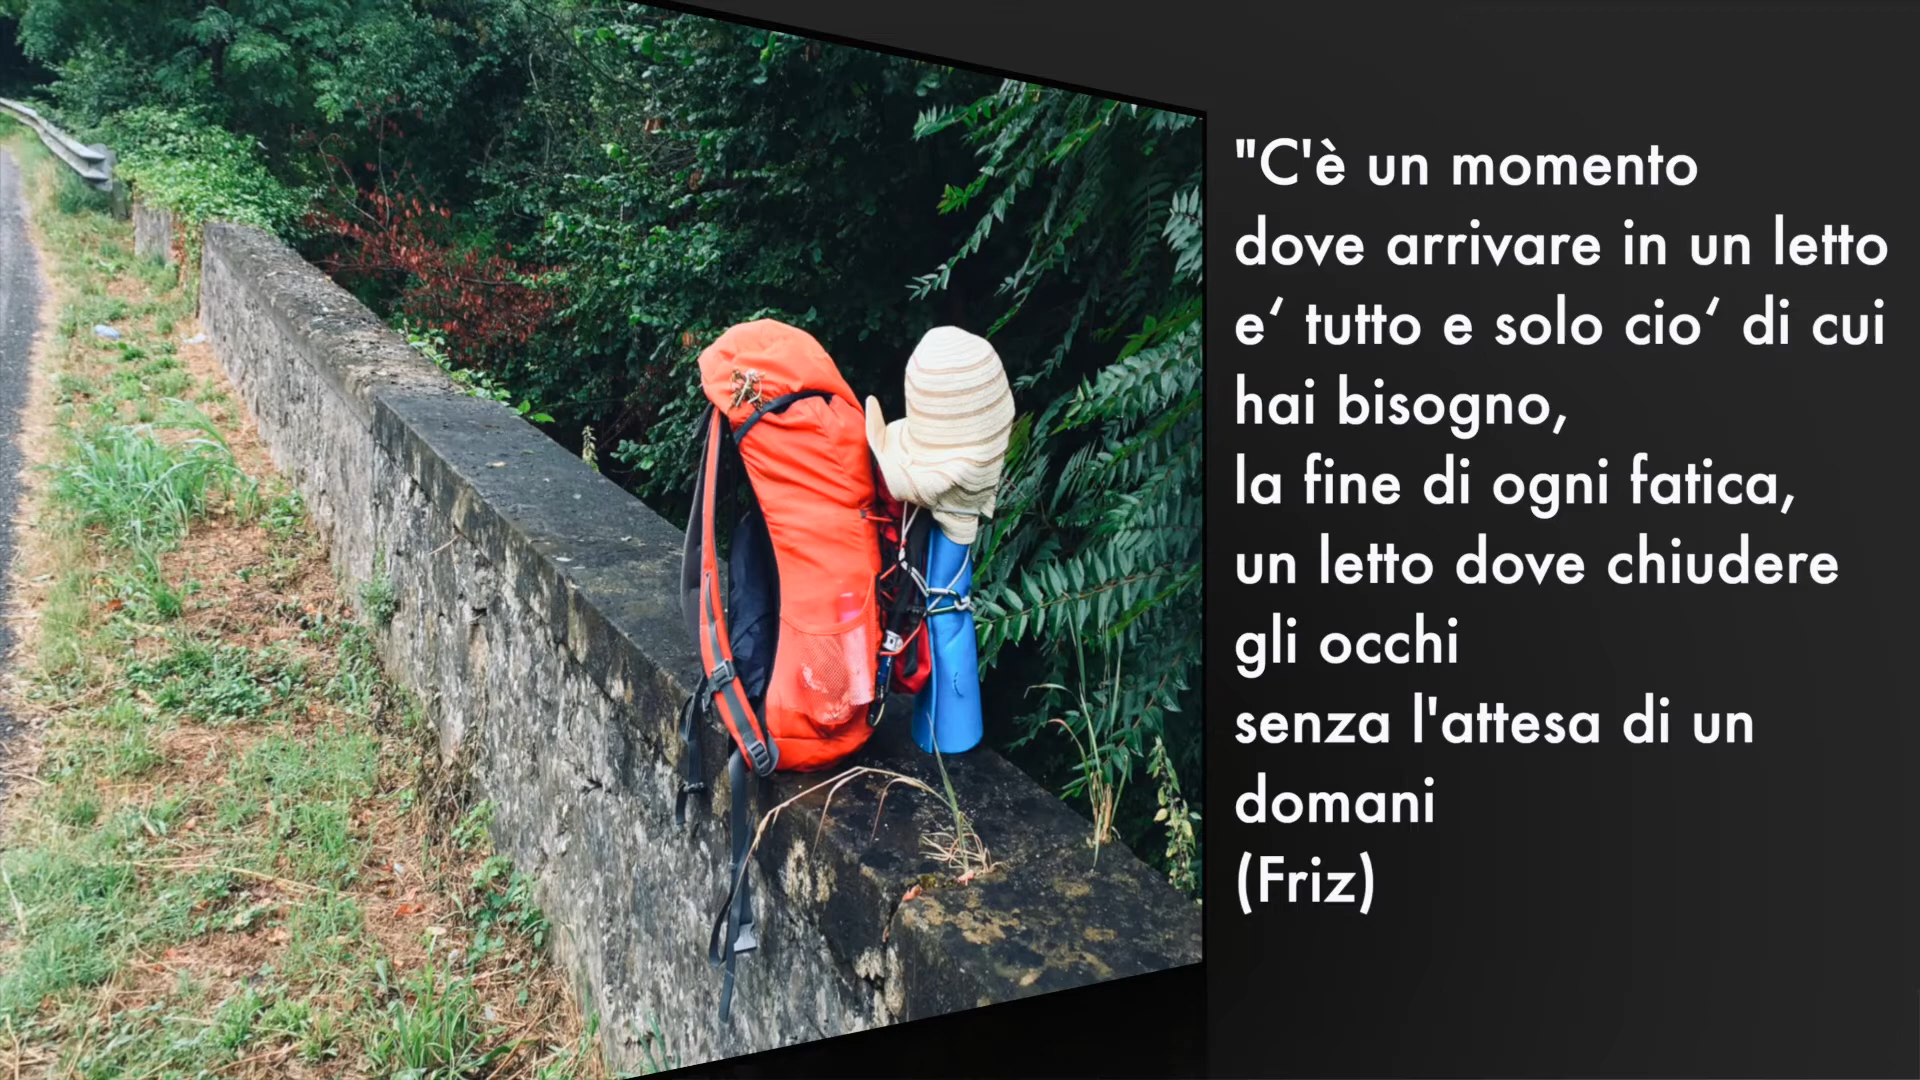 "C'è un momento
dove arrivare in un letto
e‘ tutto e solo cio‘ di cui
hai bisogno,
la fine di ogni fatica,
un letto dove chiudere
gli occhi
senza l'attesa di un
domani
(Friz)